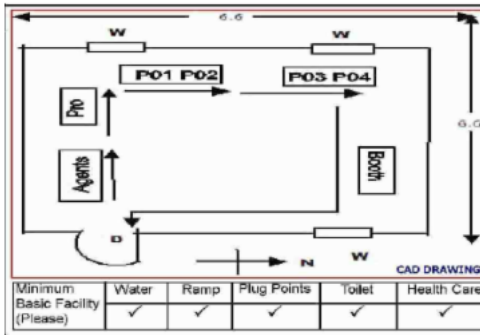 6.6
W W
P01 P02 P03 P04
Pro
6.6
Agents
Booth
D
N W
CAD DRAWING
Minimum Basic Facility (Please) Water Ramp Plug Points Toilet Health Care
✓ ✓ ✓ ✓ ✓